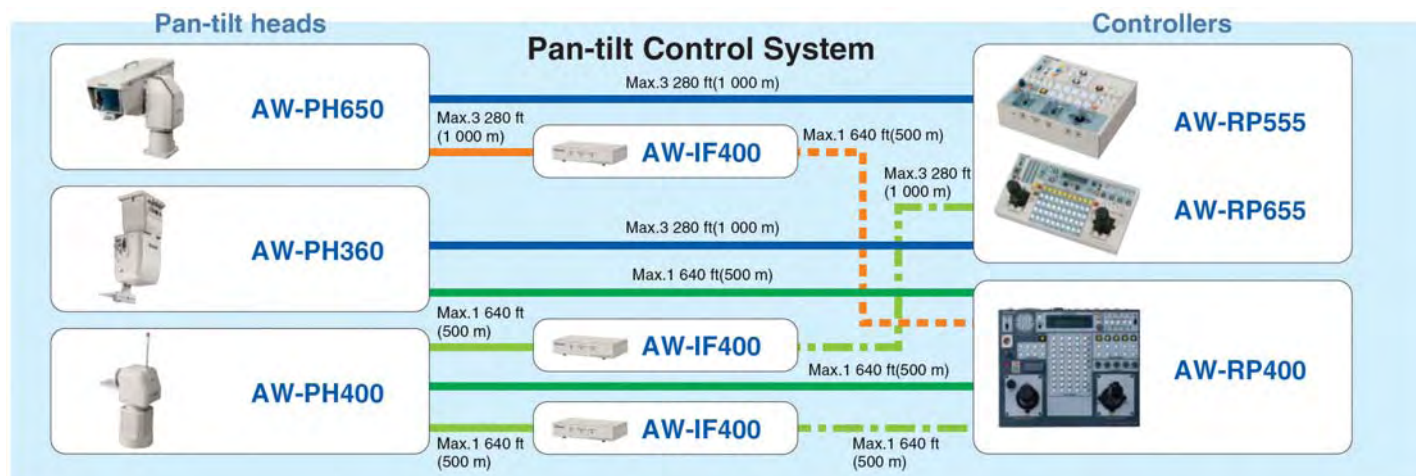 Pan-tilt heads
Controllers
Pan-tilt Control System
AW-PH650
Max.3 280 ft(1 000 m)
Max.3 280 ft
(1 000 m)
AW-IF400
Max.1 640 ft(500 m)
AW-RP555
Max.3 280 ft
(1 000 m)
AW-RP655
AW-PH360
Max.3 280 ft(1 000 m)
Max.1 640 ft(500 m)
Max.1 640 ft
(500 m)
AW-IF400
AW-PH400
Max.1 640 ft(500 m)
AW-RP400
Max.1 640 ft
(500 m)
AW-IF400
Max.1 640 ft
(500 m)